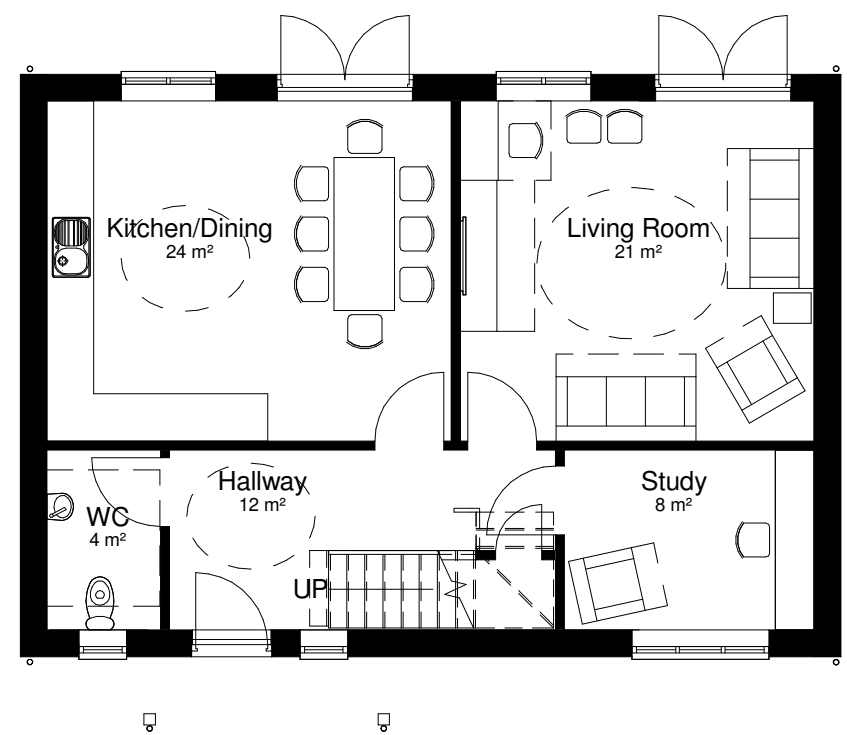 Kitchen/Dining
24 m²
Living Room
21 m²
Hallway
12 m²
Study
8 m²
WC
4 m²
UP